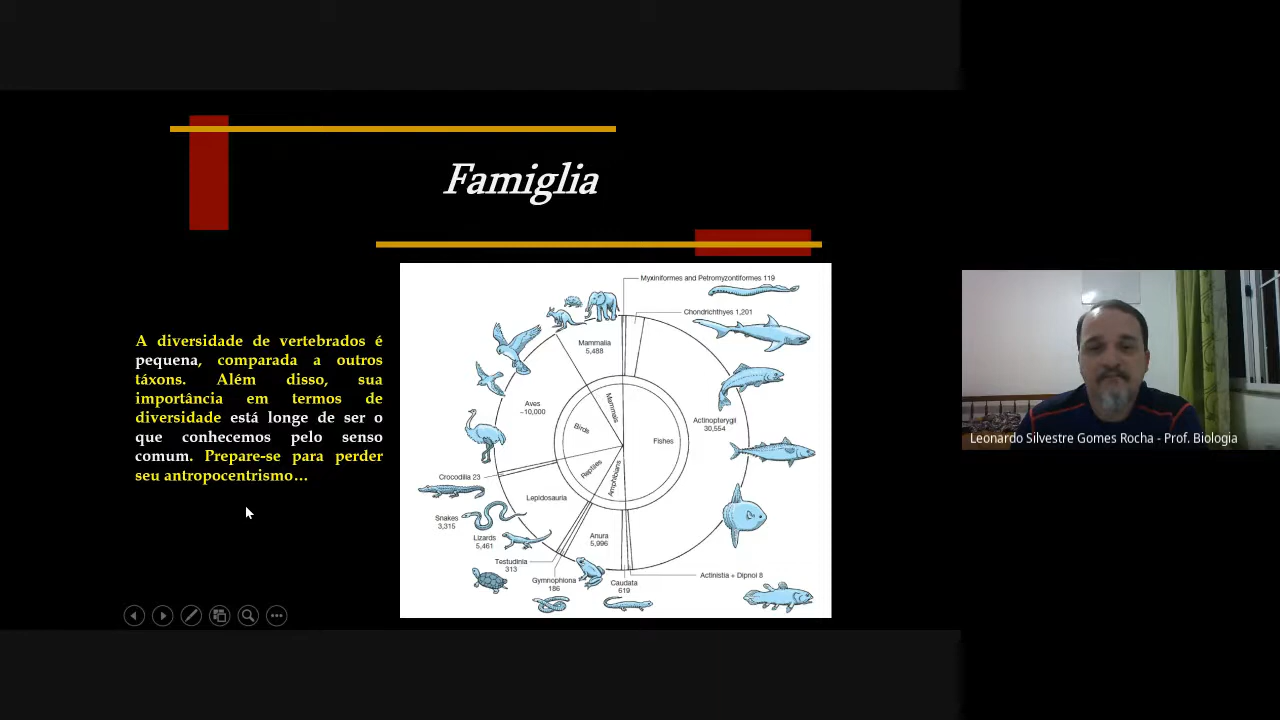 Famiglia
A diversidade de vertebrados é
pequena, comparada a outros
táxons. Além disso, sua
importância em termos de
diversidade está longe de ser o
que conhecemos pelo senso
comum. Prepare-se para perder
seu antropocentrismo...
Myxiniformes and Petromyzontiformes 119
Chondrichthyes 1,201
Mammalia
5,488
Aves
~10,000
Actinopterygii
30,554
Mammals
Birds
Fishes
Reptiles
Amphibians
Crocodilia 23
Lepidosauria
Snakes
3,315
Lizards
5,461
Testudinia
313
Gymnophiona
186
Anura
5,996
Caudata
619
Actinistia + Dipnoi 8
Leonardo Silvestre Gomes Rocha - Prof. Biologia